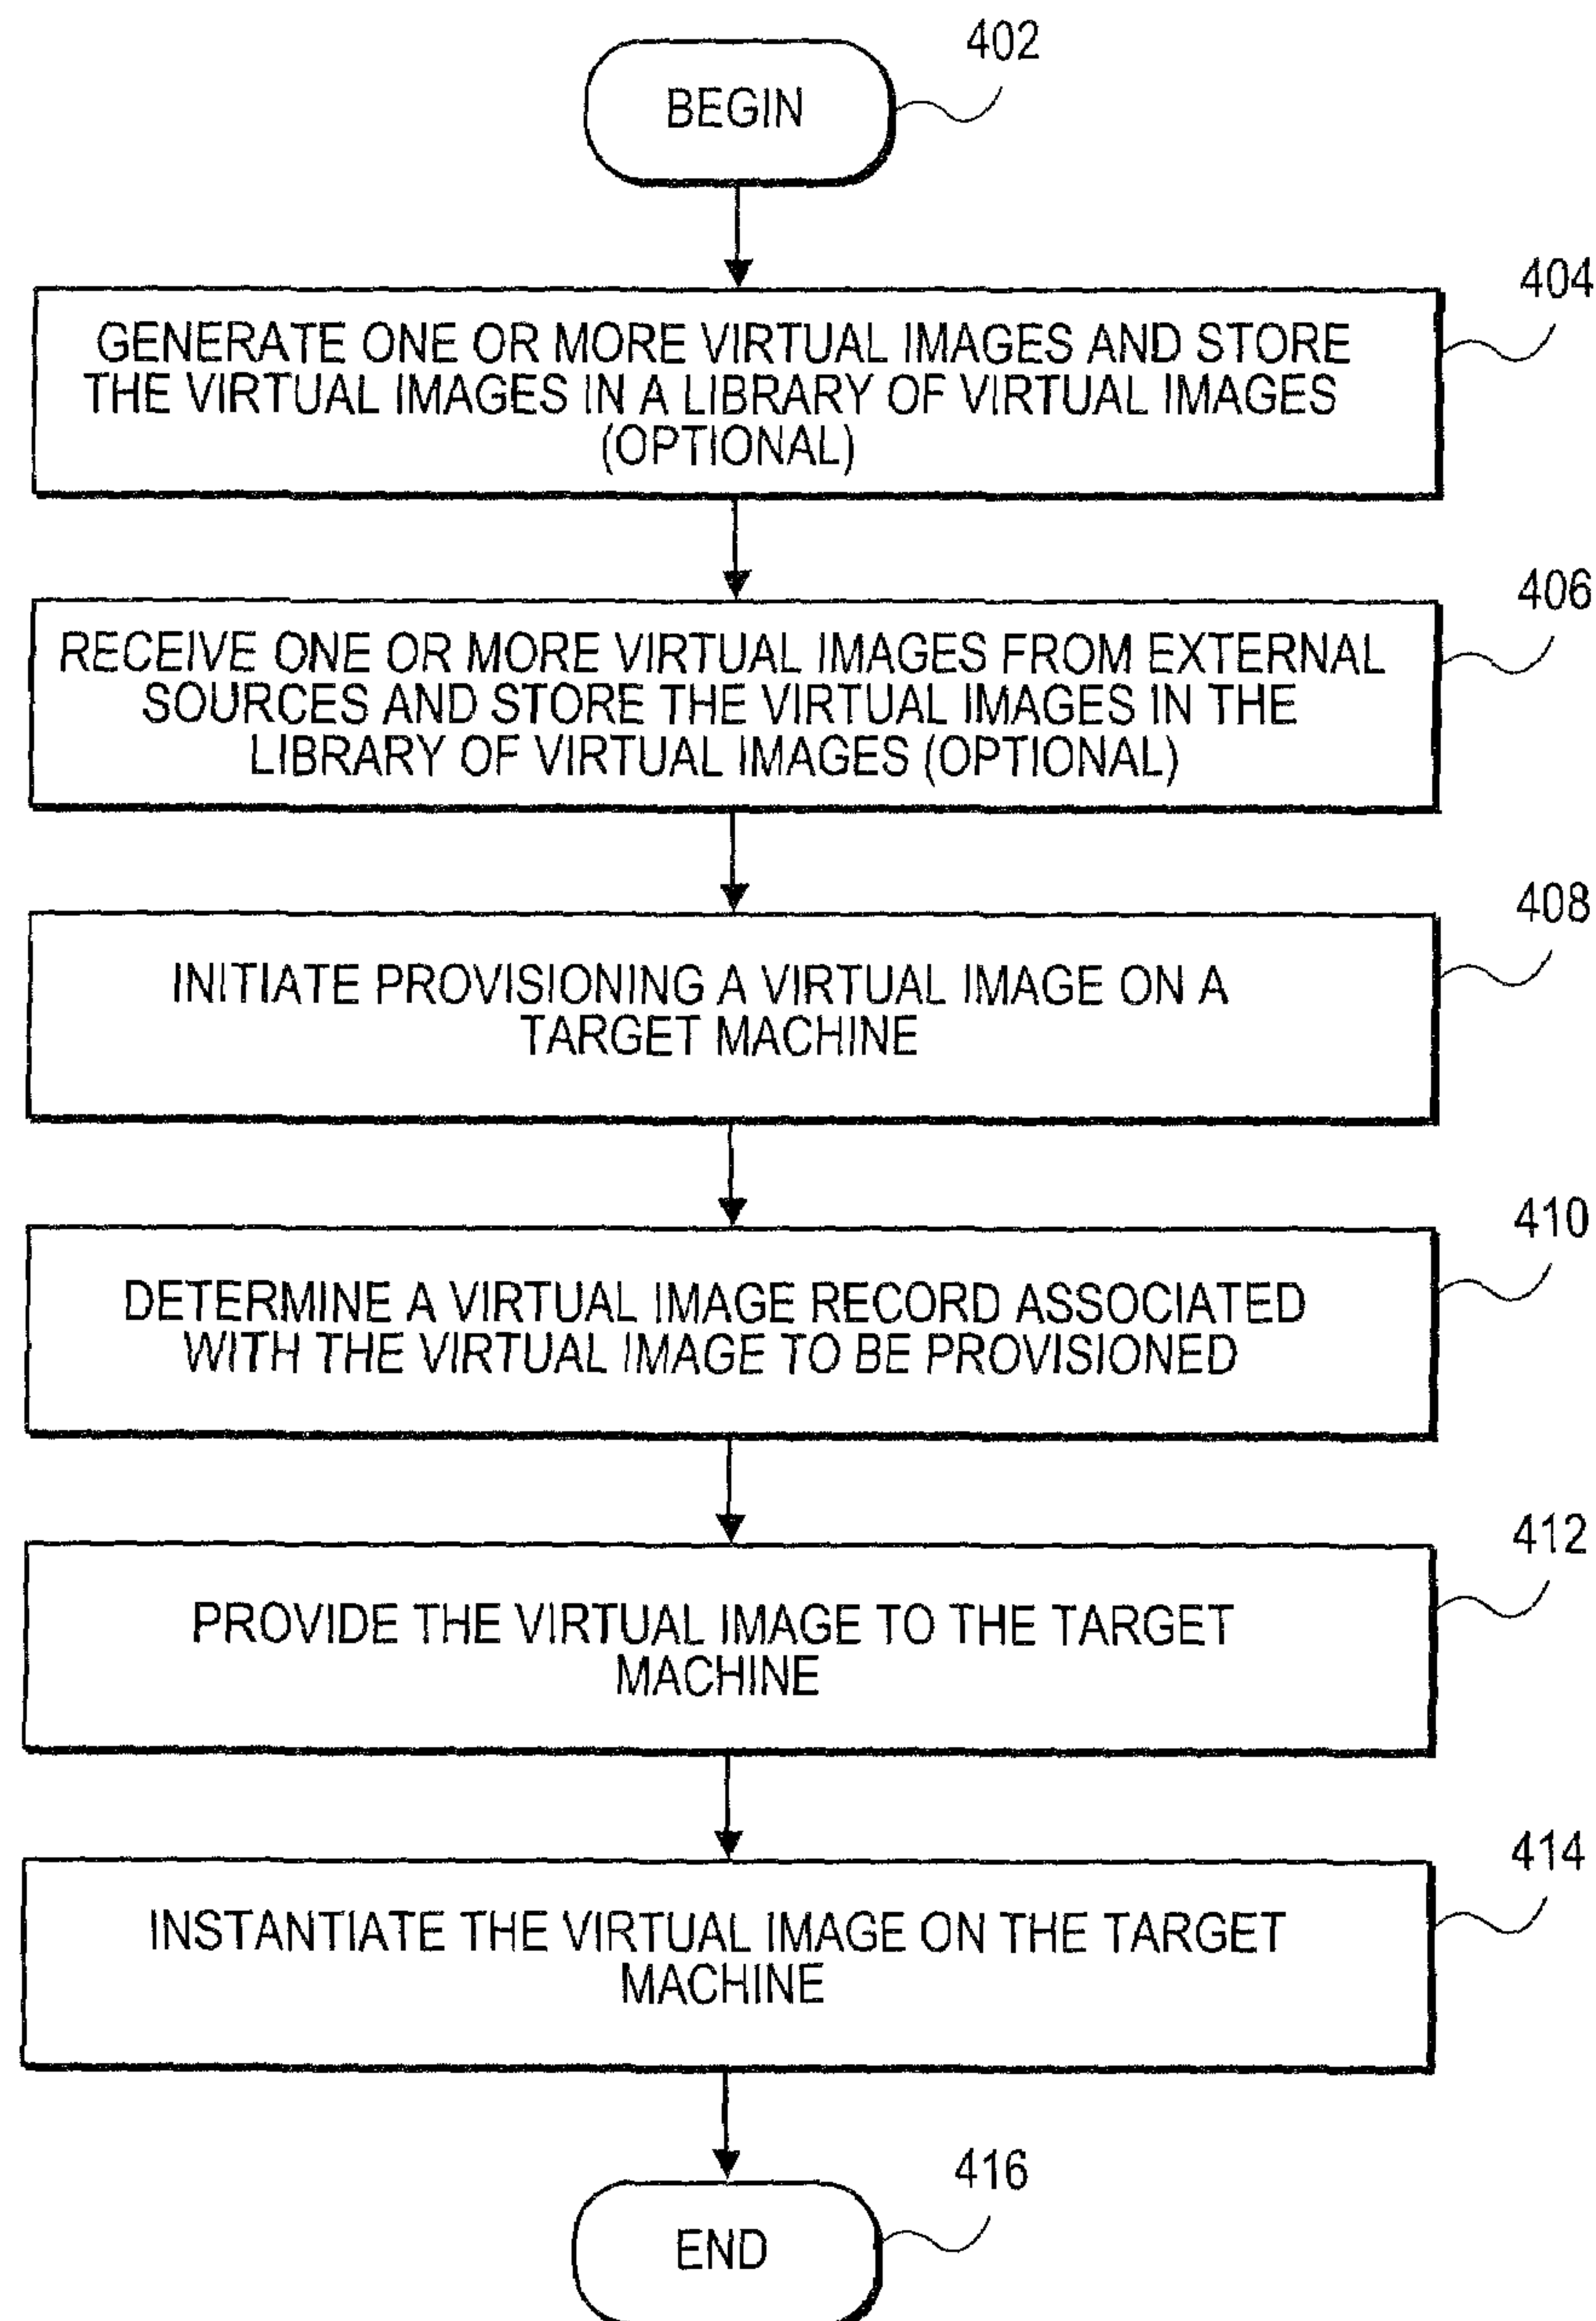 402
BEGIN
404
GENERATE ONE OR MORE VIRTUAL IMAGES AND STORE
THE VIRTUAL IMAGES IN A LIBRARY OF VIRTUAL IMAGES
(OPTIONAL)
406
RECEIVE ONE OR MORE VIRTUAL IMAGES FROM EXTERNAL
SOURCES AND STORE THE VIRTUAL IMAGES IN THE
LIBRARY OF VIRTUAL IMAGES (OPTIONAL)
408
INITIATE PROVISIONING A VIRTUAL IMAGE ON A
TARGET MACHINE
410
DETERMINE A VIRTUAL IMAGE RECORD ASSOCIATED
WITH THE VIRTUAL IMAGE TO BE PROVISIONED
412
PROVIDE THE VIRTUAL IMAGE TO THE TARGET
MACHINE
414
INSTANTIATE THE VIRTUAL IMAGE ON THE TARGET
MACHINE
416
END